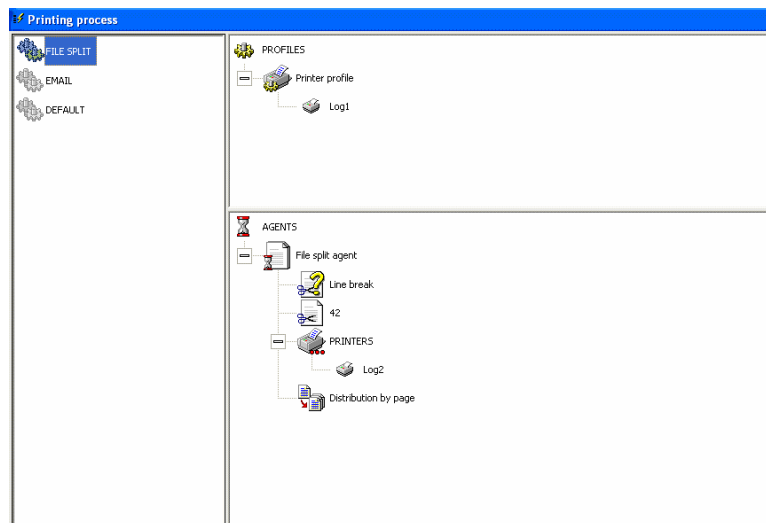 Printing process
FILE SPLIT
EMAIL
DEFAULT
PROFILES
Printer profile
Log1
AGENTS
File split agent
Line break
42
PRINTERS
Log2
Distribution by page